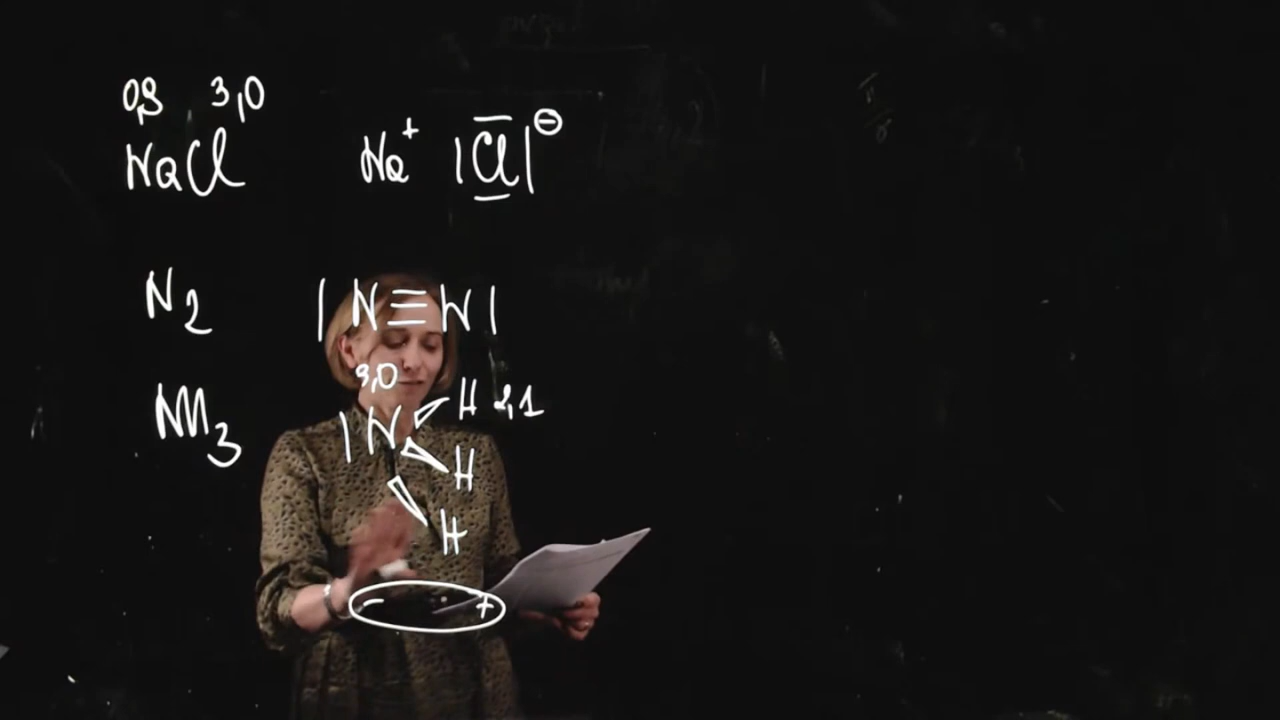 0,9 3,0
NaCl Na⁺ |Cl|⊖
N₂ |N≡N|
3,0
NH₃ |N H 2,1
H
H
- +